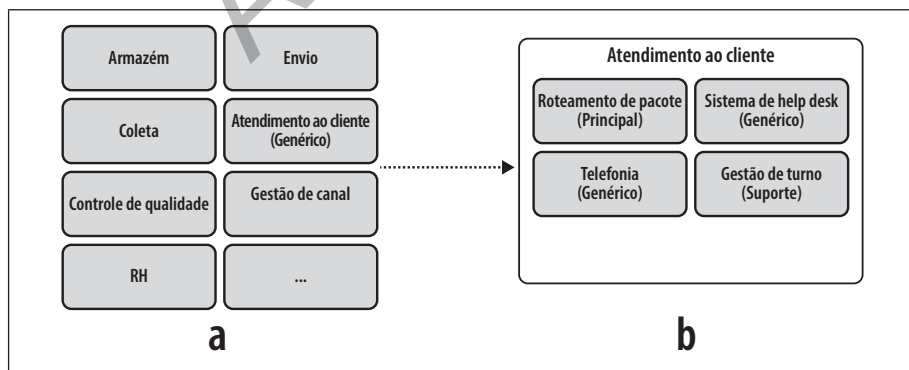 Armazém
Envio
Coleta
Atendimento ao cliente
(Genérico)
Controle de qualidade
Gestão de canal
RH
...
a
Atendimento ao cliente
Roteamento de pacote
(Principal)
Sistema de help desk
(Genérico)
Telefonia
(Genérico)
Gestão de turno
(Suporte)
b